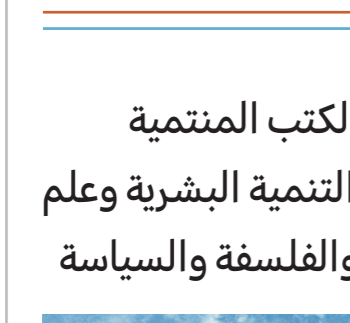 لكتب المنتمية
التنمية البشرية وعلم
والفلسفة والسياسة